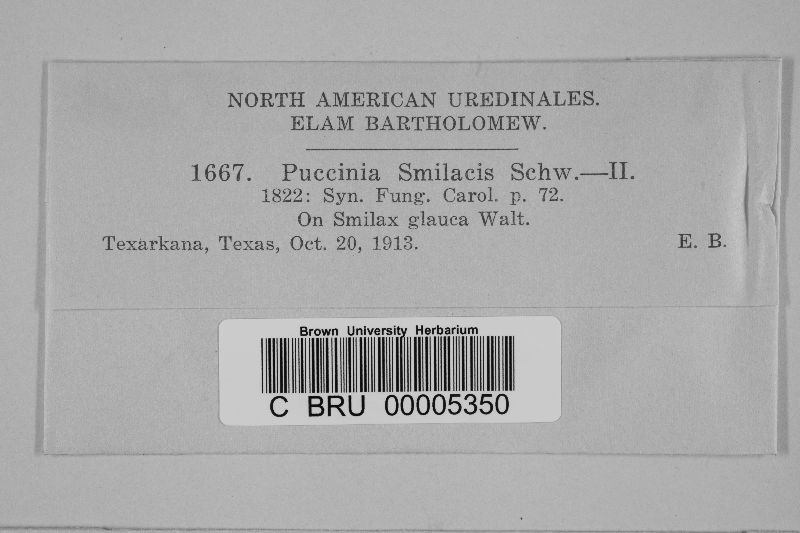 NORTH AMERICAN UREDINALES.
ELAM BARTHOLOMEW.
1667. Puccinia Smilacis Schw.—II.
1822: Syn. Fung. Carol. p. 72.
On Smilax glauca Walt.
Texarkana, Texas, Oct. 20, 1913. E. B.
Brown University Herbarium
C BRU 00005350